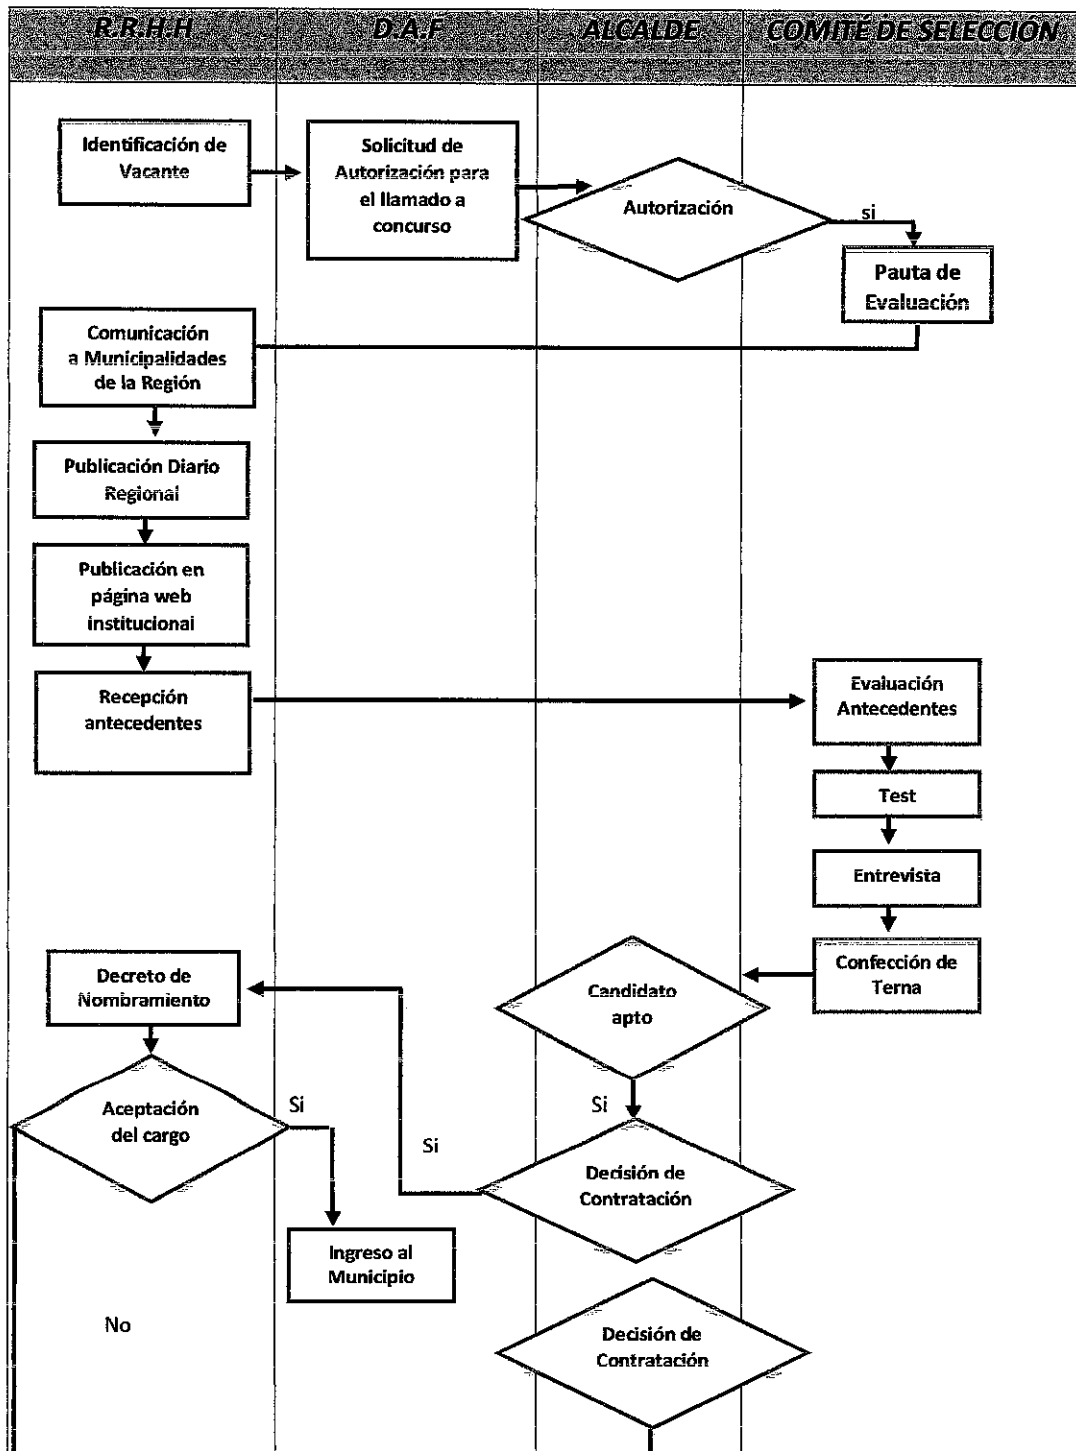 R.R.H.H
D.A.F
ALCALDE
COMITÉ DE SELECCIÓN
Identificación de
Vacante
Solicitud de
Autorización para
el llamado a
concurso
Autorización
si
Pauta de
Evaluación
Comunicación
a Municipalidades
de la Región
Publicación Diario
Regional
Publicación en
página web
institucional
Recepción
antecedentes
Evaluación
Antecedentes
Test
Entrevista
Confección de
Terna
Candidato
apto
Decreto de
Nombramiento
Si
Aceptación
del cargo
Si
Si
Decisión de
Contratación
Ingreso al
Municipio
No
Decisión de
Contratación